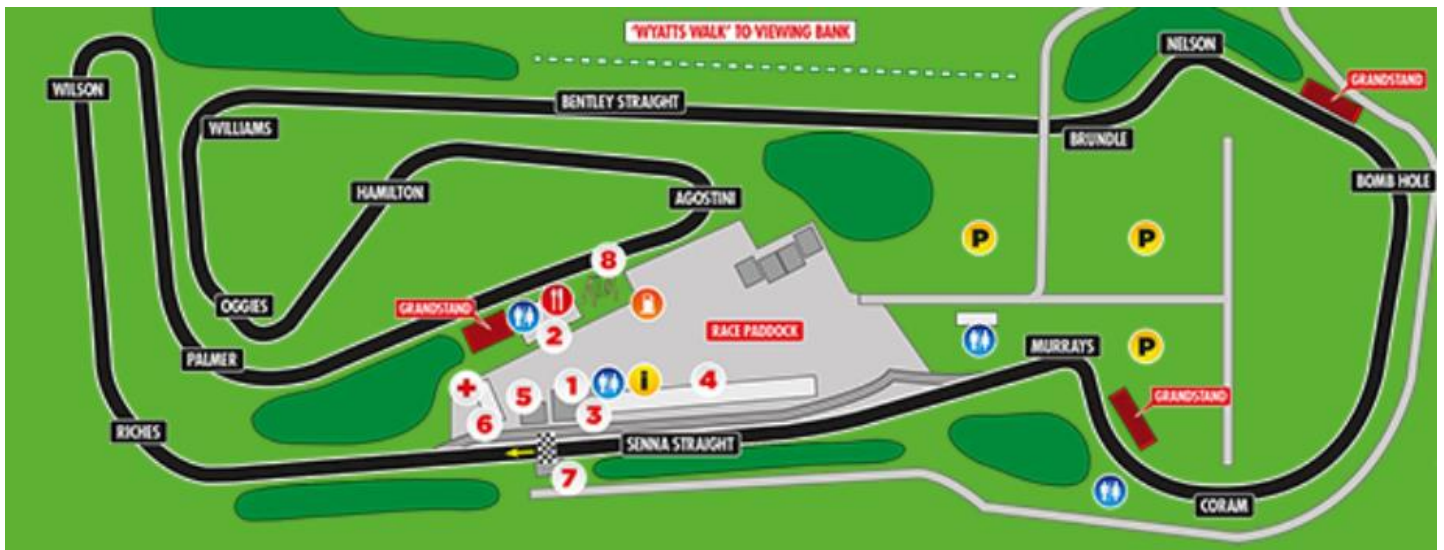 "WYATTS WALK" TO VIEWING BANK
NELSON
GRANDSTAND
WILSON
BENTLEY STRAIGHT
WILLIAMS
BRUNDLE
BOMB HOLE
HAMILTON
AGOSTINI
P
P
8
OGGIES
GRANDSTAND
2
RACE PADDOCK
PALMER
MURRAYS
P
1
i
4
5
3
6
GRANDSTAND
RICHES
SENNA STRAIGHT
7
CORAM